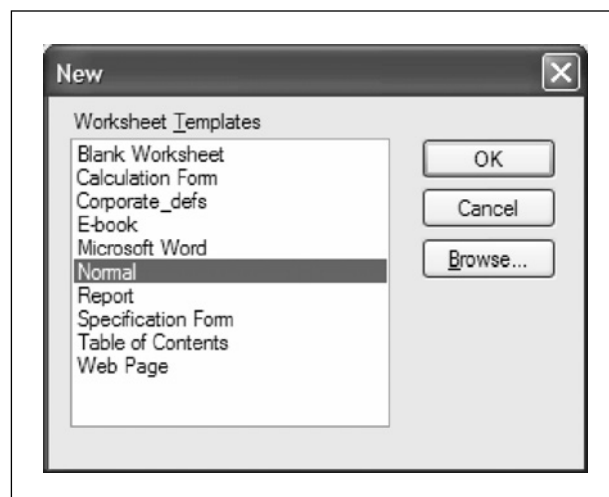 New
Worksheet Templates
Blank Worksheet
Calculation Form
Corporate_defs
E-book
Microsoft Word
Normal
Report
Specification Form
Table of Contents
Web Page
OK
Cancel
Browse...